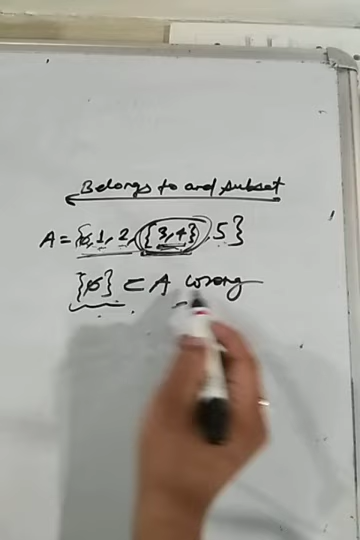 Belongs to and subset
A = {ϕ, 1, 2, {3, 4}, 5}
{ϕ} ⊂ A wrong